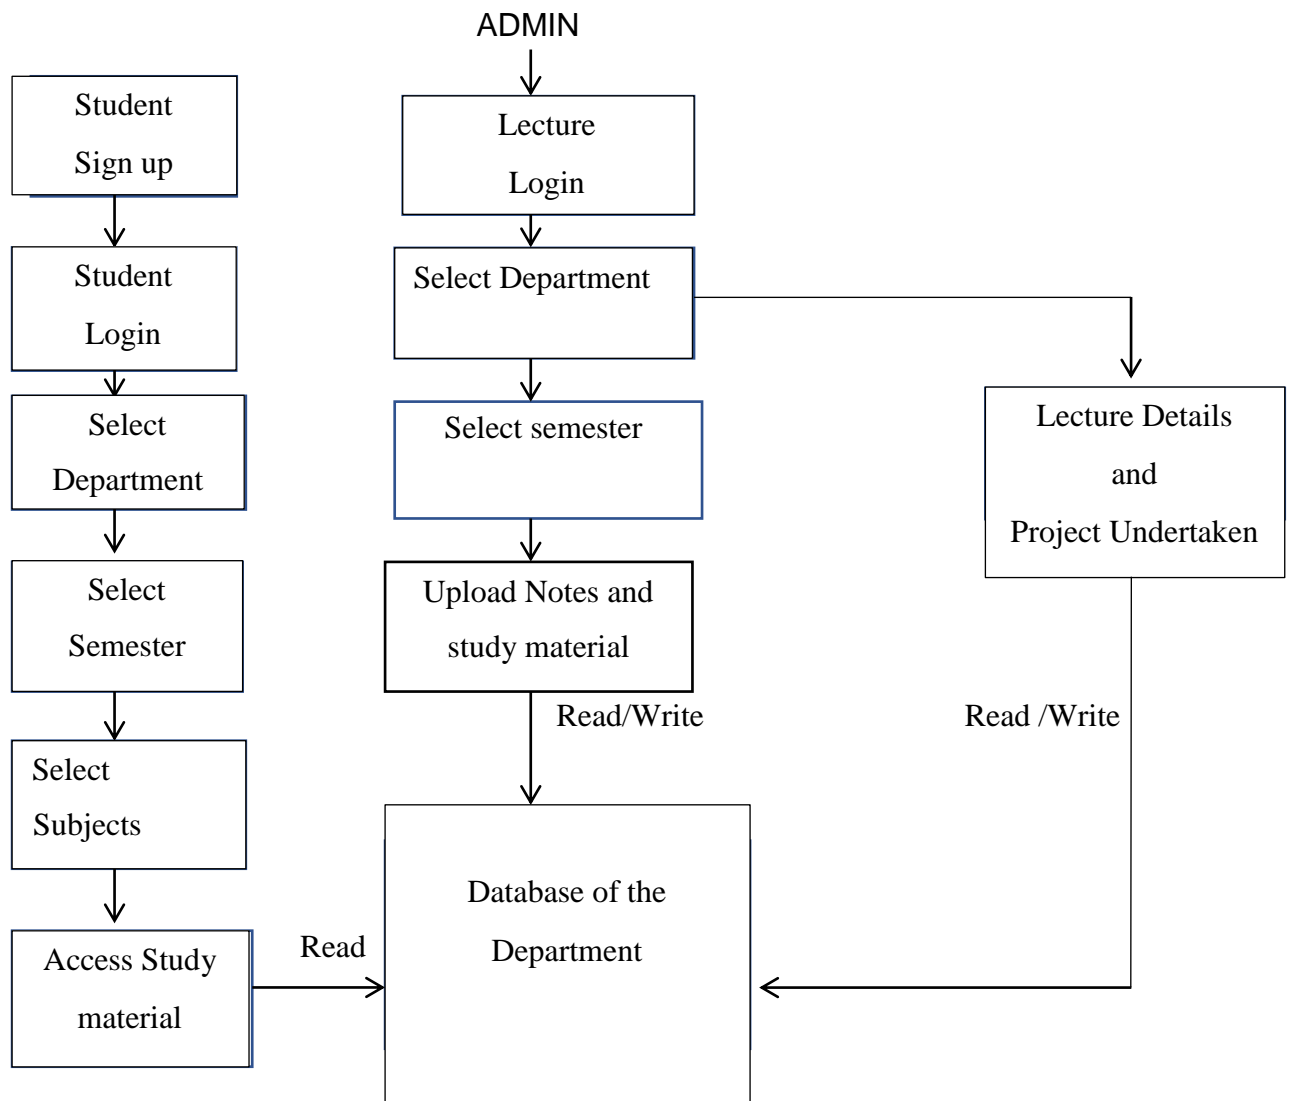 ADMIN
Student
Sign up
Lecture
Login
Student
Login
Select Department
Select
Department
Select semester
Lecture Details
and
Project Undertaken
Select
Semester
Upload Notes and
study material
Read/Write
Read /Write
Select
Subjects
Database of the
Department
Access Study
material
Read